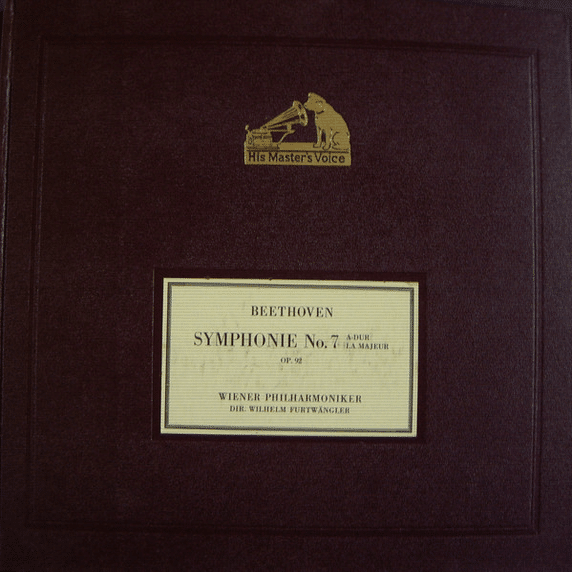 His Master's Voice
BEETHOVEN
SYMPHONIE No. 7 A-DUR
LA MAJEUR
OP. 92
WIENER PHILHARMONIKER
DIR. WILHELM FURTWÄNGLER